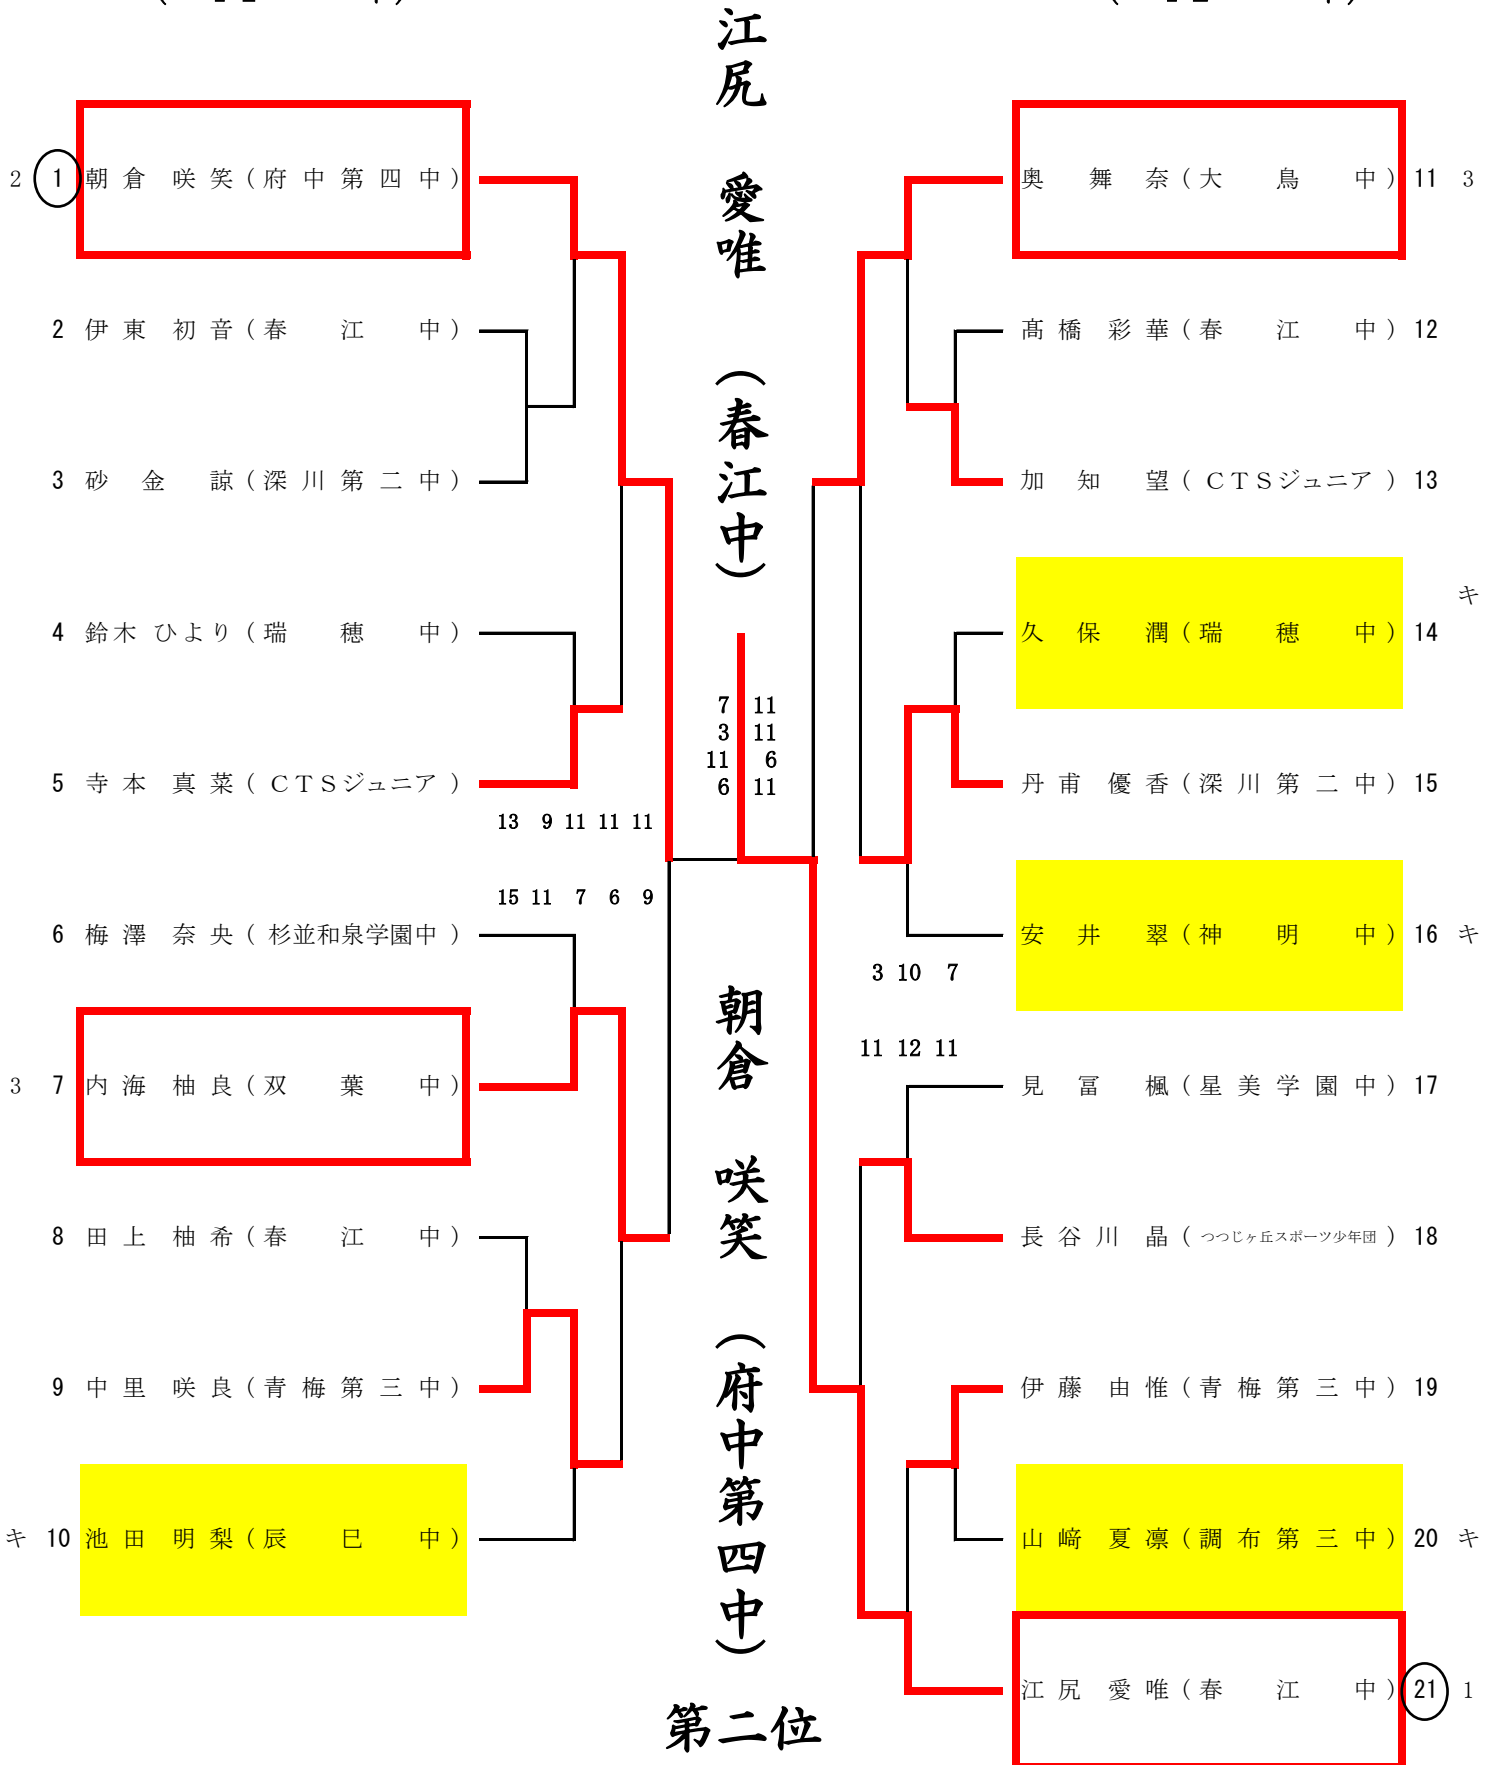 江尻 愛唯 （春江中）
2 1 朝倉 咲笑（府中第四中）
2 伊東 初音（春江中）
3 砂金 諒（深川第二中）
4 鈴木 ひより（瑞穂中）
5 寺本 真菜（CTSジュニア）
13 9 11 11 11
15 11 7 6 9
6 梅澤 奈央（杉並和泉学園中）
3 7 内海 柚良（双葉中）
8 田上 柚希（春江中）
9 中里 咲良（青梅第三中）
キ 10 池田 明梨（辰巳中）
7 11
3 11
11 6
6 11
朝倉 咲笑 （府中第四中）
第二位
奥 舞奈（大鳥中） 11 3
髙橋 彩華（春江中） 12
加知 望（CTSジュニア） 13
キ
久保 潤（瑞穂中） 14
丹甫 優香（深川第二中） 15
安井 翠（神明中） 16 キ
3 10 7
11 12 11
見冨 楓（星美学園中） 17
長谷川 晶（つつじヶ丘スポーツ少年団） 18
伊藤 由惟（青梅第三中） 19
山﨑 夏凛（調布第三中） 20 キ
江尻 愛唯（春江中） 21 1